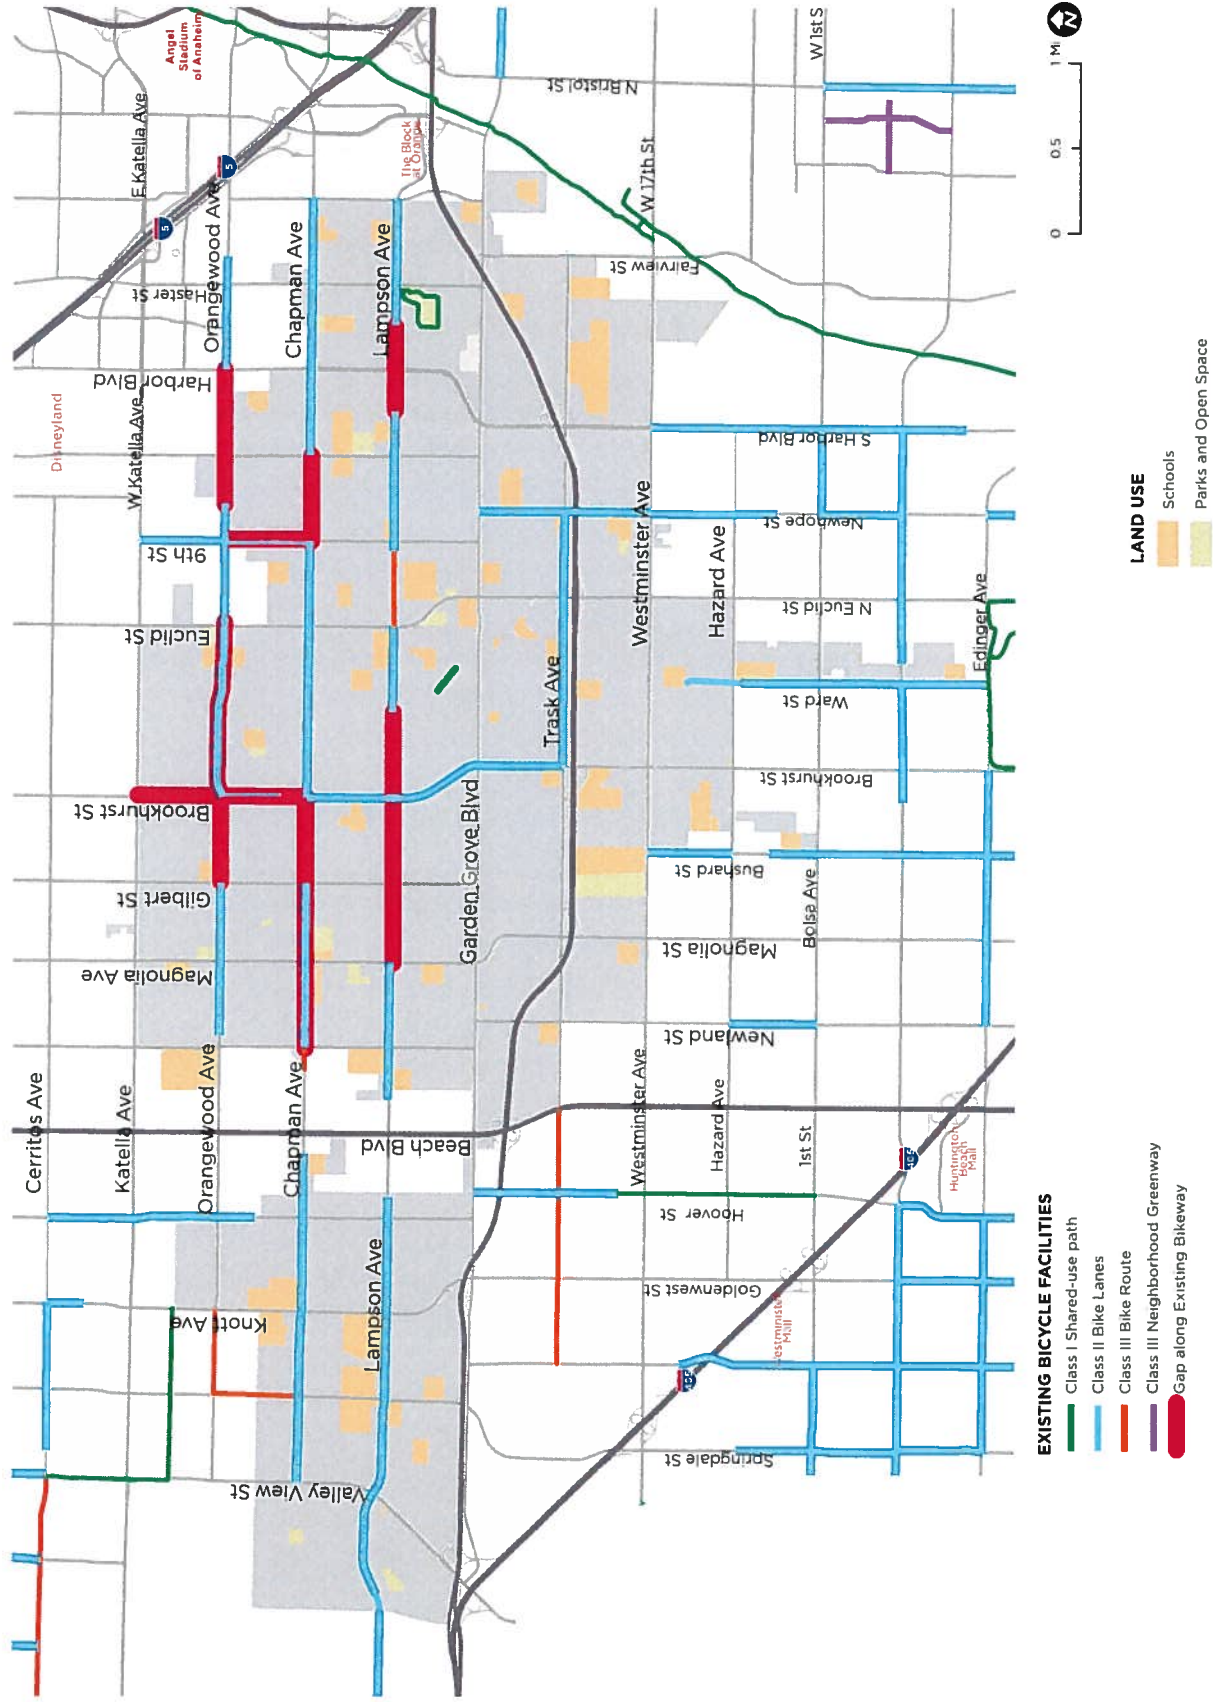 Angel
Stadium
of Anaheim
E Katella Ave
Orangewood Ave
5
5
Haster St
Chapman Ave
Lampson Ave
The Block
at Orange
N Bristol St
W 1st S
W 17th St
Fairview St
Disneyland
W Katella Ave
Harbor Blvd
S Harbor Blvd
9th St
Newhope St
Westminster Ave
Hazard Ave
Euclid St
N Euclid St
Edinger Ave
Trask Ave
Ward St
Brookhurst St
Brookhurst St
Garden Grove Blvd
Gilbert St
Bushard St
Bolsa Ave
Magnolia Ave
Magnolia St
Newland St
Cerritos Ave
Katella Ave
Orangewood Ave
Chapman Ave
Beach Blvd
Westminster Ave
Hazard Ave
1st St
405
Huntington
Beach
Mall
Hoover St
Goldenwest St
Knott Ave
Lampson Ave
Westminster
Mall
405
Valley View St
Springdale St
0 0.5 1 Mi
N
EXISTING BICYCLE FACILITIES
Class I Shared-use path
Class II Bike Lanes
Class III Bike Route
Class III Neighborhood Greenway
Gap along Existing Bikeway
LAND USE
Schools
Parks and Open Space